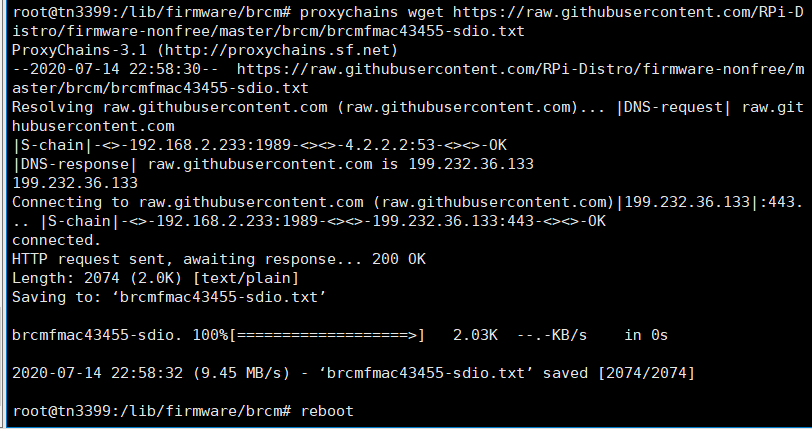 root@tn3399:/lib/firmware/brcm# proxychains wget https://raw.githubusercontent.com/RPi-D
istro/firmware-nonfree/master/brcm/brcmfmac43455-sdio.txt
ProxyChains-3.1 (http://proxychains.sf.net)
--2020-07-14 22:58:30--  https://raw.githubusercontent.com/RPi-Distro/firmware-nonfree/m
aster/brcm/brcmfmac43455-sdio.txt
Resolving raw.githubusercontent.com (raw.githubusercontent.com)... |DNS-request| raw.git
hubusercontent.com
|S-chain|-<>-192.168.2.233:1989-<><>-4.2.2.2:53-<><>-OK
|DNS-response| raw.githubusercontent.com is 199.232.36.133
199.232.36.133
Connecting to raw.githubusercontent.com (raw.githubusercontent.com)|199.232.36.133|:443.
.. |S-chain|-<>-192.168.2.233:1989-<><>-199.232.36.133:443-<><>-OK
connected.
HTTP request sent, awaiting response... 200 OK
Length: 2074 (2.0K) [text/plain]
Saving to: ‘brcmfmac43455-sdio.txt’
brcmfmac43455-sdio. 100%[===================>]   2.03K  --.-KB/s    in 0s
2020-07-14 22:58:32 (9.45 MB/s) - ‘brcmfmac43455-sdio.txt’ saved [2074/2074]
root@tn3399:/lib/firmware/brcm# reboot